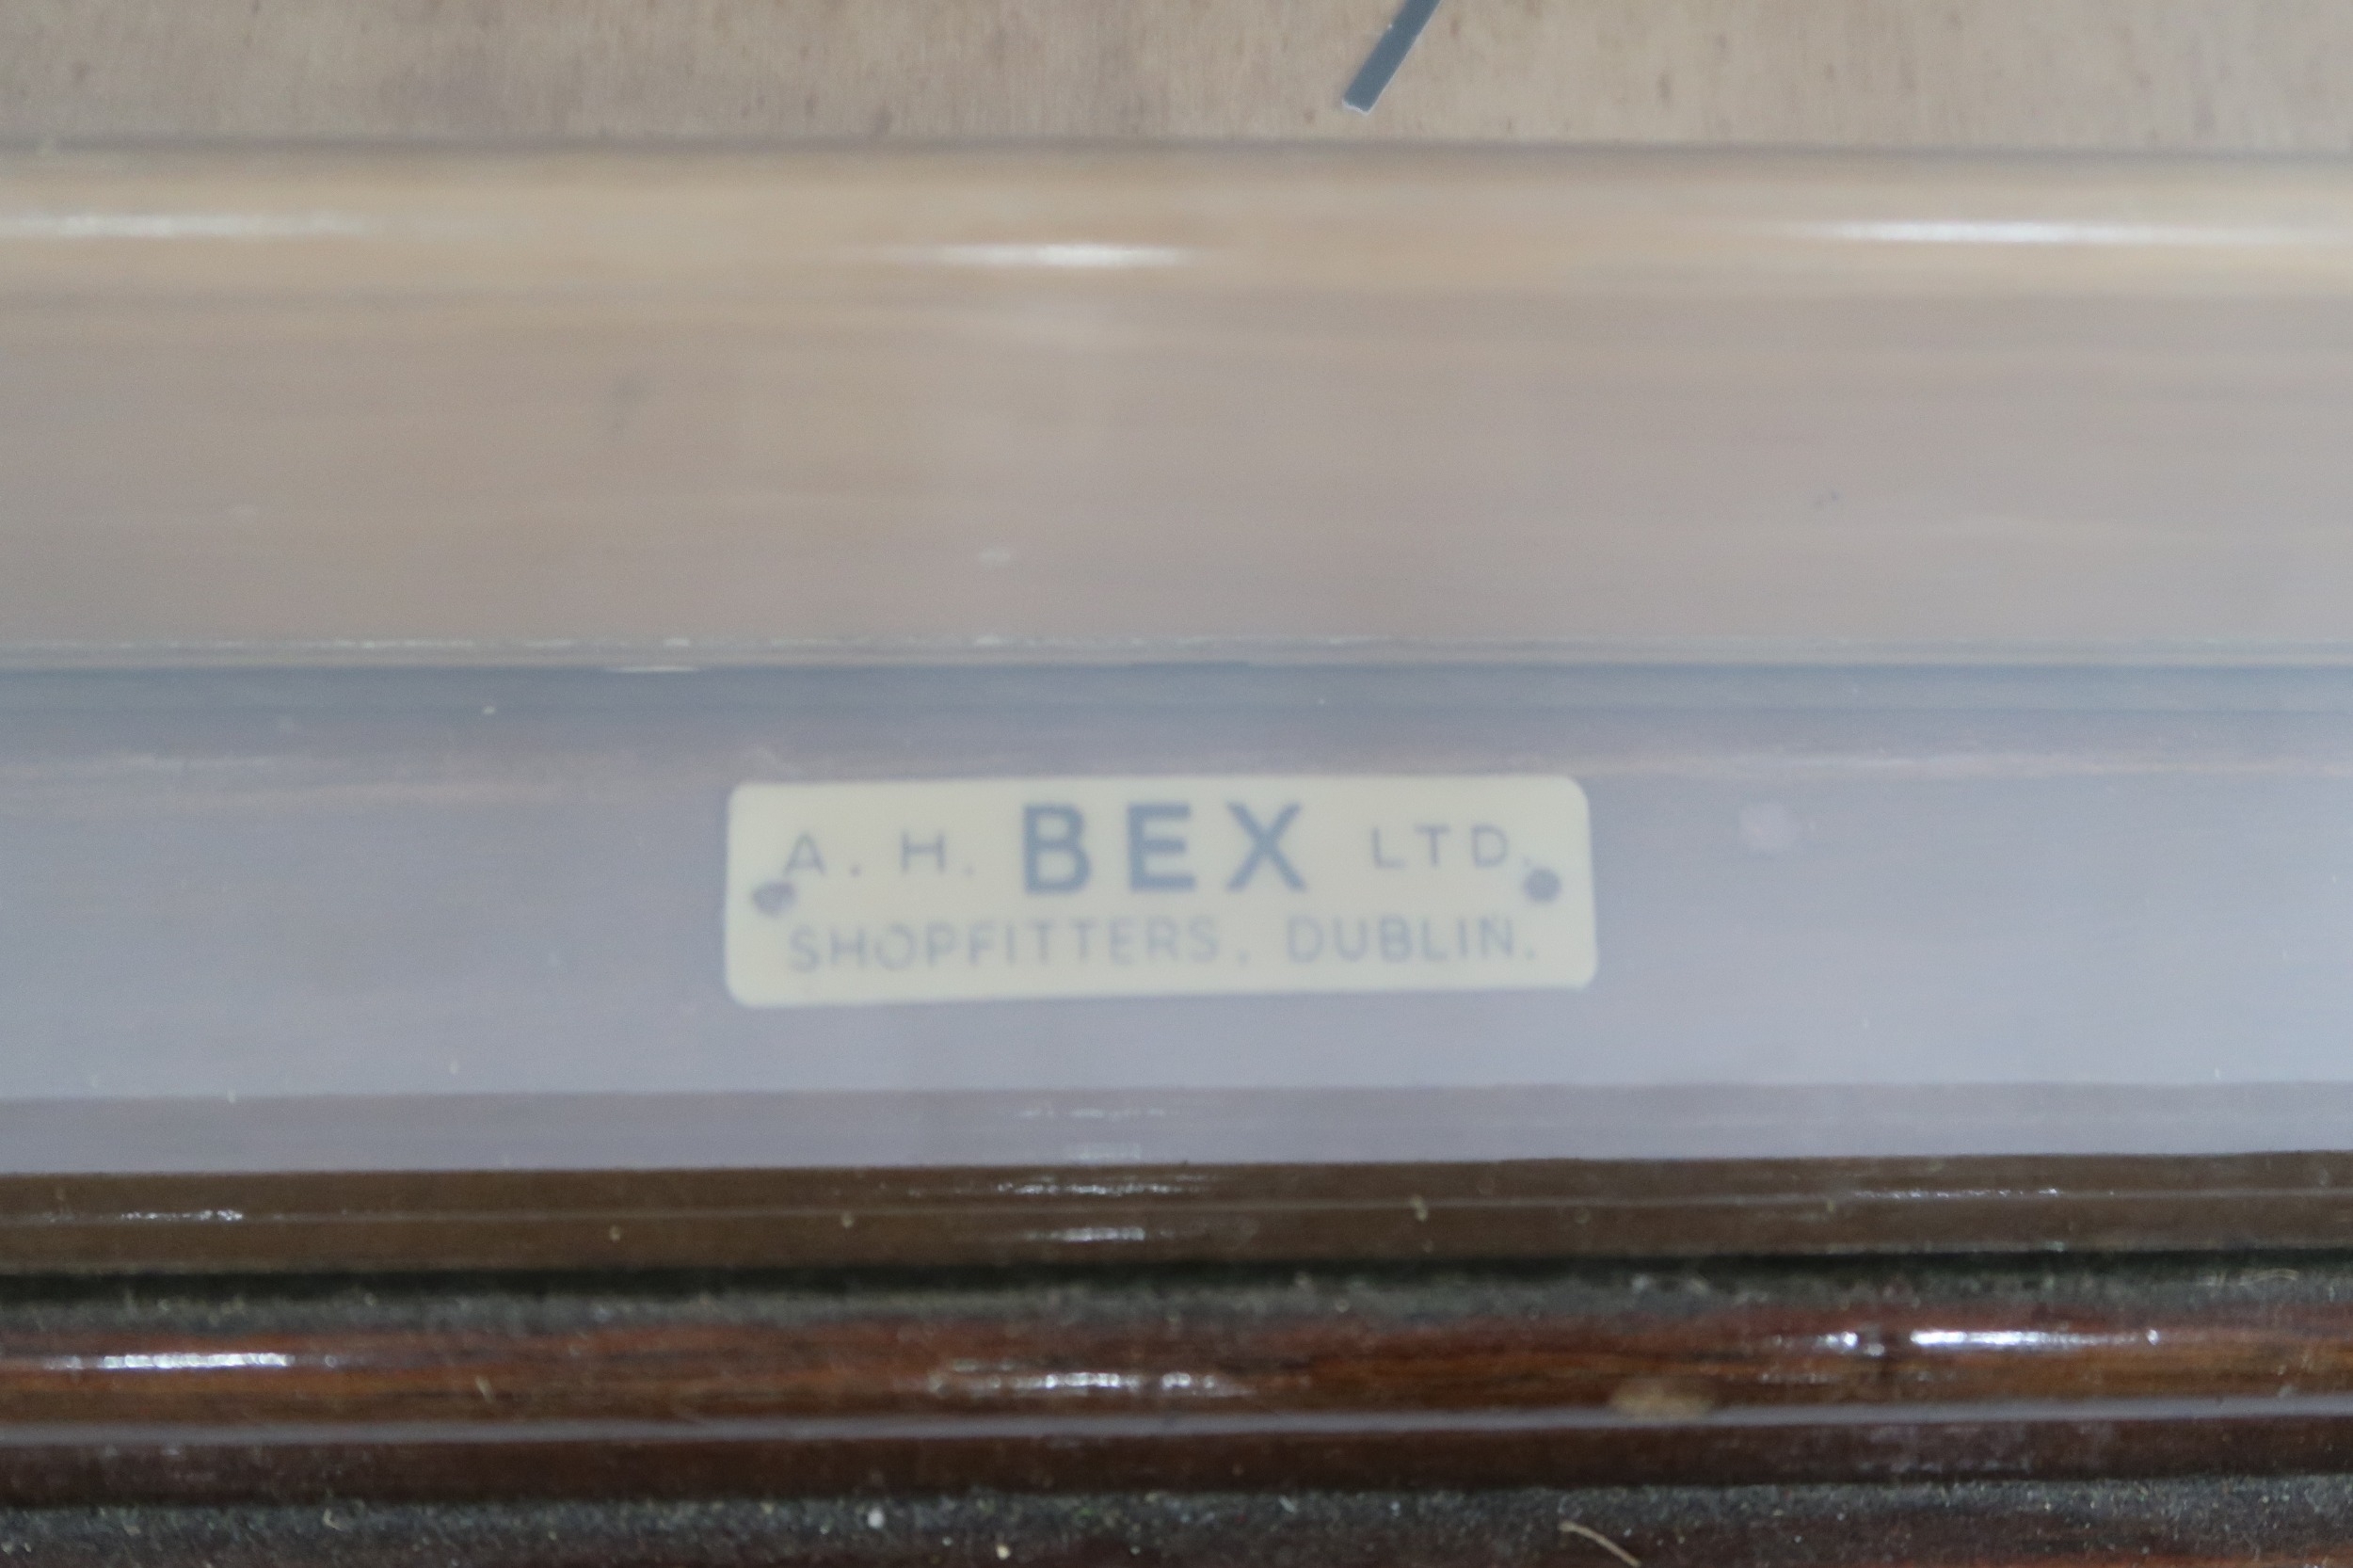 A. H. BEX LTD.
SHOPFITTERS, DUBLIN.